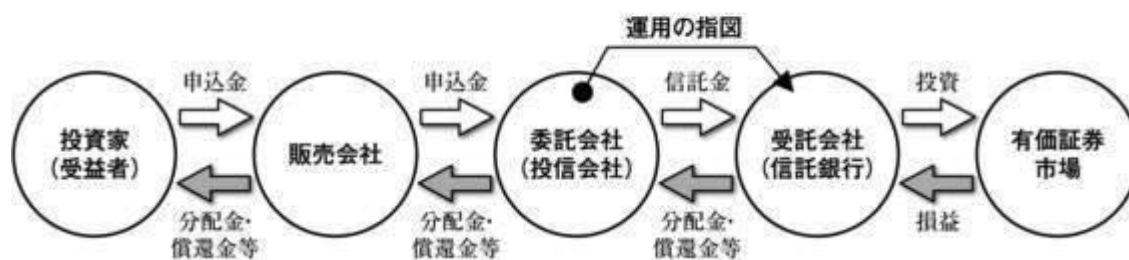 運用の指図
申込金
申込金
信託金
投資
投資家
（受益者）
販売会社
委託会社
（投信会社）
受託会社
（信託銀行）
有価証券
市場
分配金・
償還金等
分配金・
償還金等
分配金・
償還金等
損益